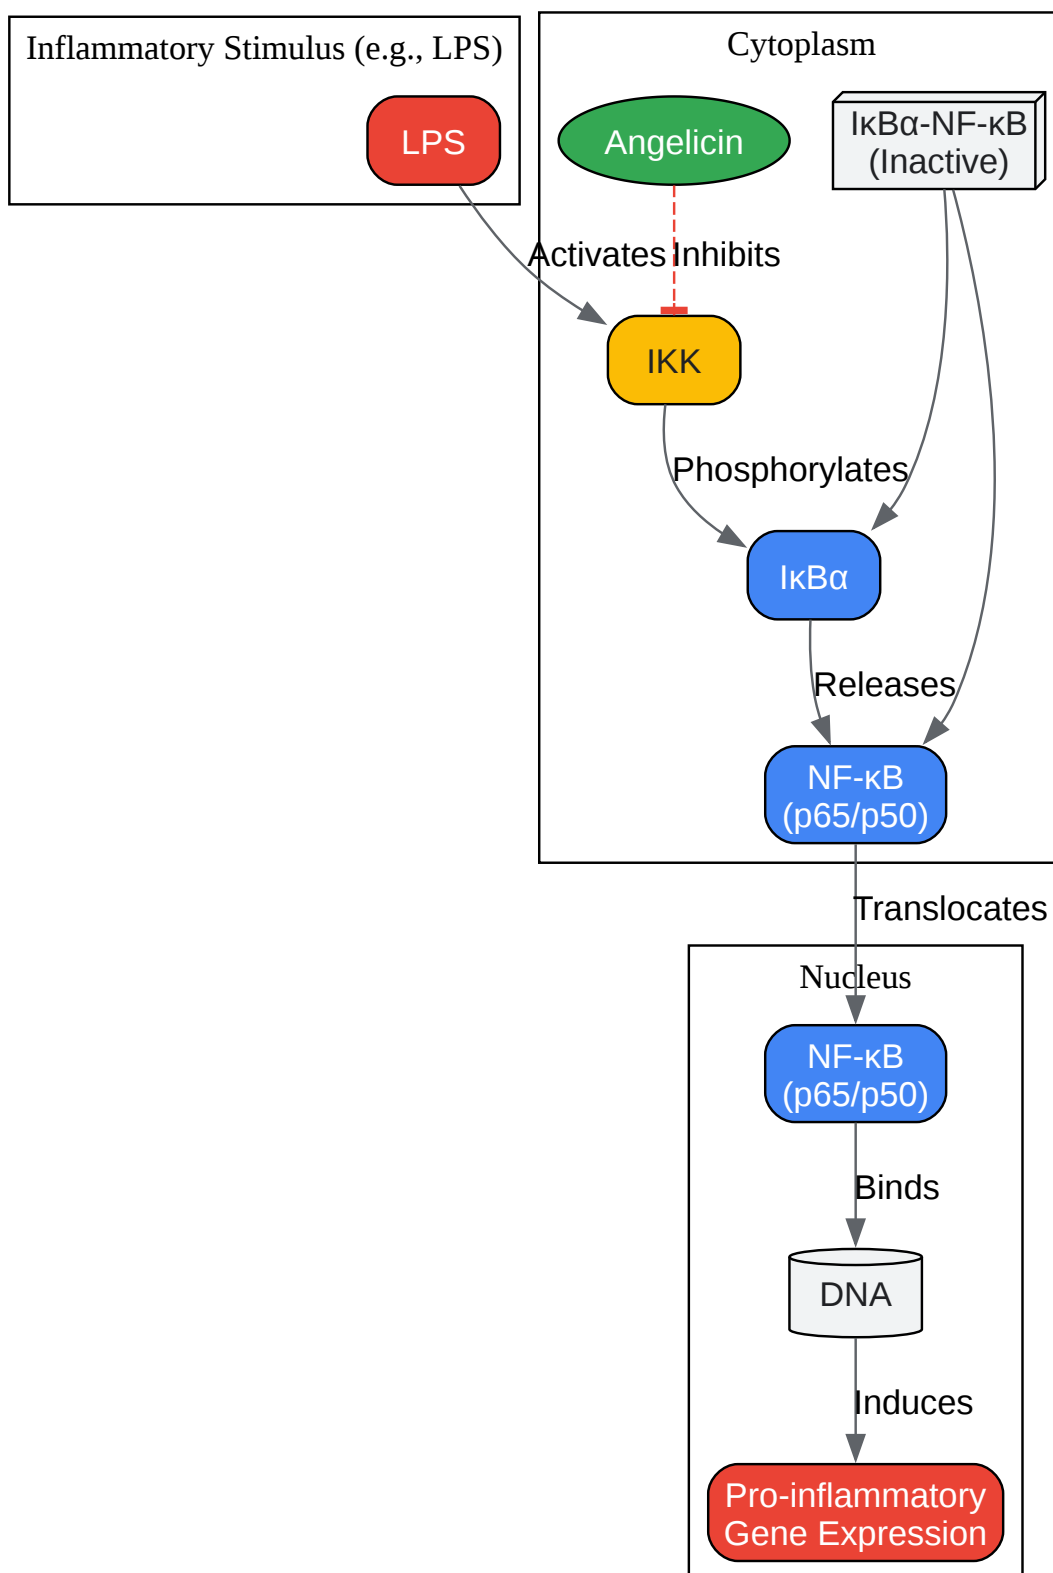 Inflammatory Stimulus (e.g., LPS)
Cytoplasm
LPS
Angelicin
IκBα-NF-κB
(Inactive)
Activates
Inhibits
IKK
Phosphorylates
IκBα
Releases
NF-κB
(p65/p50)
Translocates
Nucleus
NF-κB
(p65/p50)
Binds
DNA
Induces
Pro-inflammatory
Gene Expression